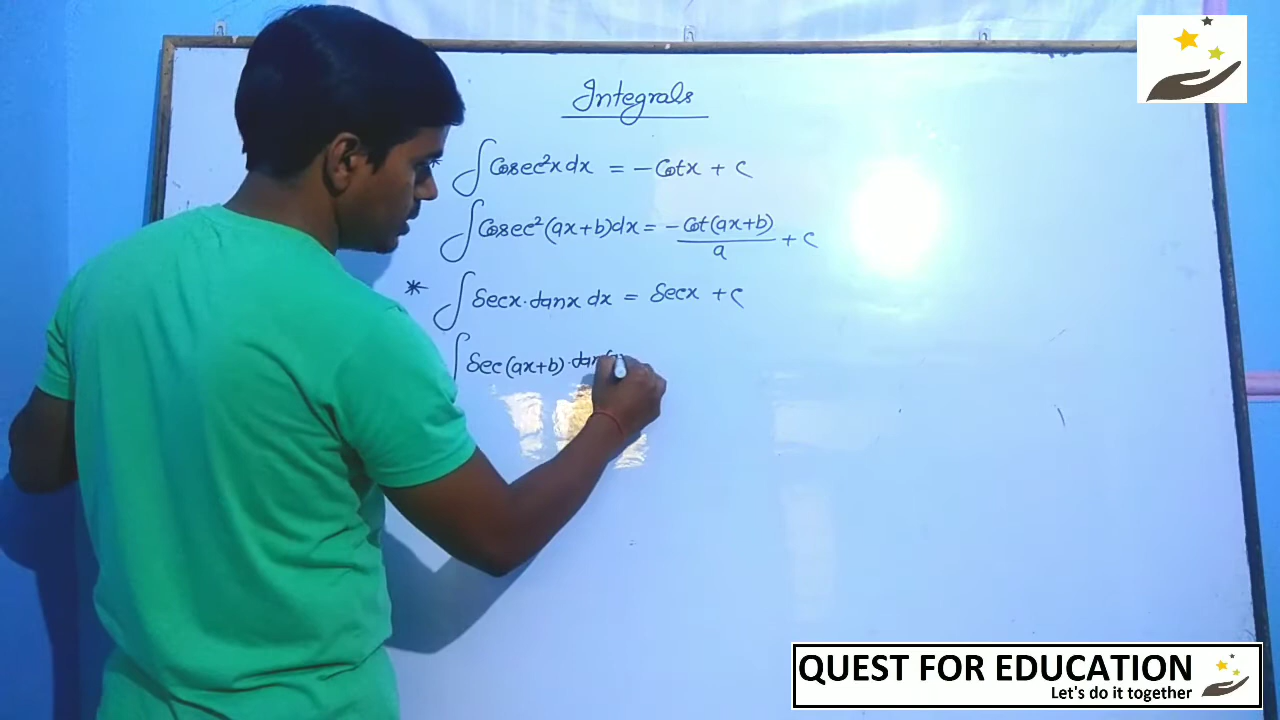 Integrals
* ∫ Cosec²x dx = -Cotx + c
∫ Cosec²(ax+b)dx = -Cot(ax+b)/a + c
* ∫ Secx.tanx dx = Secx + c
∫ Sec(ax+b).tan(
QUEST FOR EDUCATION
Let's do it together